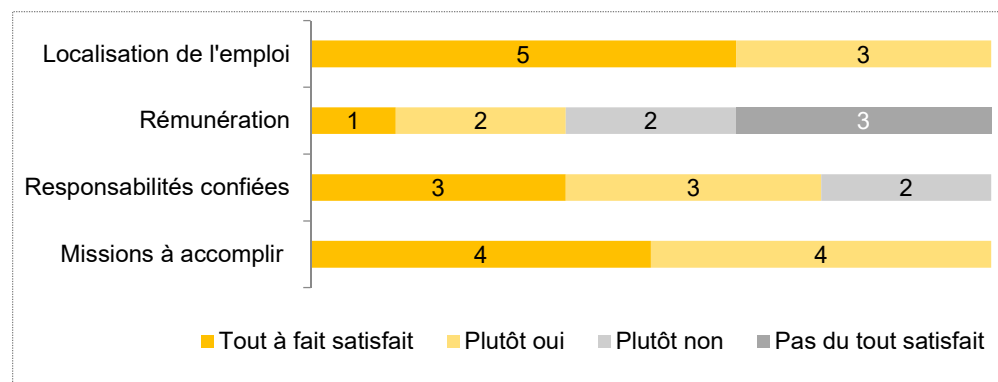 Localisation de l'emploi
5 3
Rémunération
1 2 2 3
Responsabilités confiées
3 3 2
Missions à accomplir
4 4
Tout à fait satisfait Plutôt oui Plutôt non Pas du tout satisfait